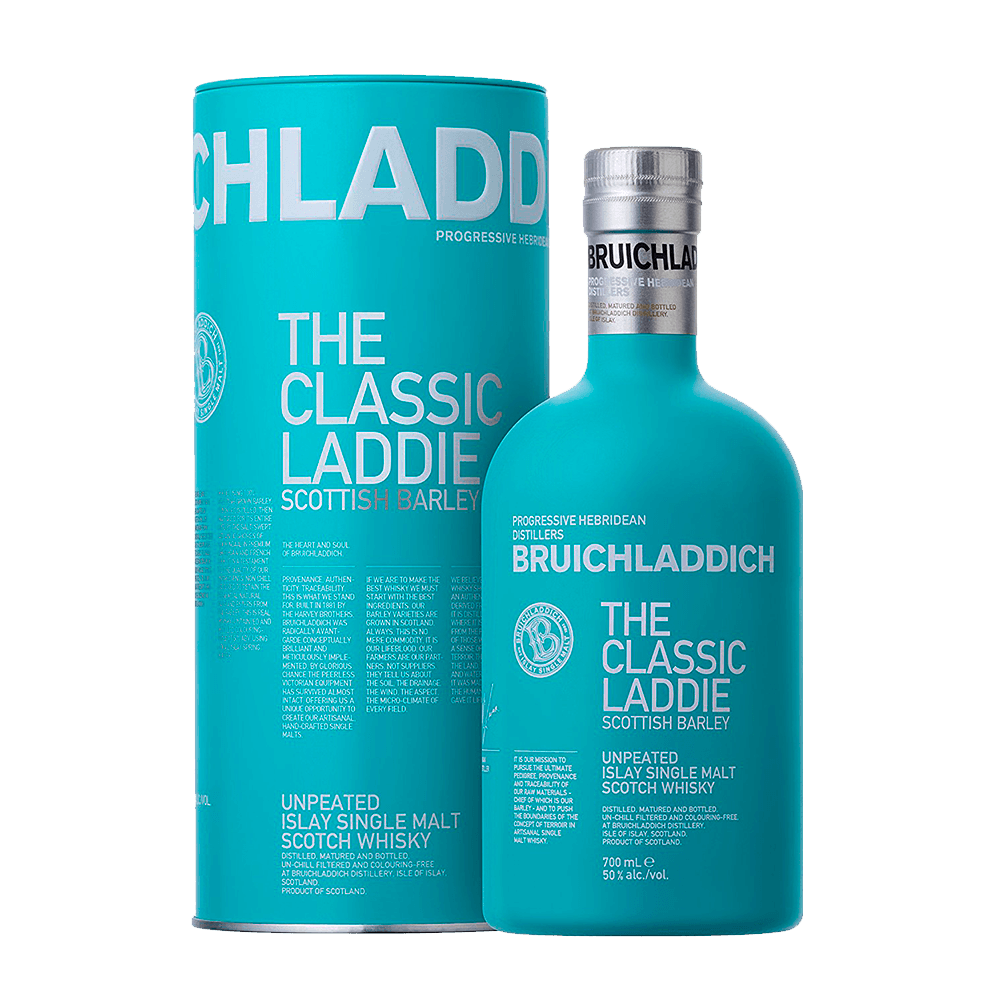 CHLADD
PROGRESSIVE HEBRIDEAN
THE
CLASSIC
LADDIE
SCOTTISH BARLEY
THE HEART AND SOUL
OF BRUICHLADDICH.
PROVENANCE. AUTHEN-
TICITY. TRACEABILITY.
THIS IS WHAT WE STAND
FOR. BUILT IN 1881 BY
THE HARVEY BROTHERS
BRUICHLADDICH WAS
RADICALLY AVANT-
GARDE. CONCEPTUALLY
BRILLIANT AND
METICULOUSLY IMPLE-
MENTED. BY GLORIOUS
CHANCE THE PEERLESS
VICTORIAN EQUIPMENT
HAS SURVIVED ALMOST
INTACT. OFFERING US A
UNIQUE OPPORTUNITY TO
CREATE OUR ARTISANAL
HAND-CRAFTED SINGLE
MALTS.
IF WE ARE TO MAKE THE
BEST WHISKY WE MUST
START WITH THE BEST
INGREDIENTS. OUR
BARLEY VARIETIES ARE
GROWN IN SCOTLAND.
ALWAYS. THIS IS NO
MERE COMMODITY, IT IS
OUR LIFEBLOOD. OUR
FARMERS ARE OUR PART-
NERS; NOT SUPPLIERS
THEY TELL US ABOUT
THE SOIL. THE DRAINAGE.
THE WIND. THE ASPECT.
THE MICRO-CLIMATE OF
EVERY FIELD.
UNPEATED
ISLAY SINGLE MALT
SCOTCH WHISKY
DISTILLED, MATURED AND BOTTLED.
UN-CHILL FILTERED AND COLOURING-FREE
AT BRUICHLADDICH DISTILLERY, ISLE OF ISLAY,
SCOTLAND.
PRODUCT OF SCOTLAND.
BRUICHLAD
PROGRESSIVE HEBRIDEAN
DISTILLERS
DISTILLED, MATURED AND BOTTLED
AT BRUICHLADDICH DISTILLERY,
ISLE OF ISLAY.
PROGRESSIVE HEBRIDEAN
DISTILLERS
BRUICHLADDICH
BRUICHLADDICH
ISLAY SINGLE MALT
THE
CLASSIC
LADDIE
SCOTTISH BARLEY
UNPEATED
ISLAY SINGLE MALT
SCOTCH WHISKY
IT IS OUR MISSION TO
PURSUE THE ULTIMATE
PEDIGREE, PROVENANCE
AND TRACEABILITY OF
OUR RAW MATERIALS -
CHIEF OF WHICH IS OUR
BARLEY - AND TO PUSH
THE BOUNDARIES OF THE
CONCEPT OF TERROIR IN
ARTISANAL SINGLE
MALT WHISKY.
DISTILLED, MATURED AND BOTTLED,
UN-CHILL FILTERED AND COLOURING-FREE
AT BRUICHLADDICH DISTILLERY,
ISLE OF ISLAY, SCOTLAND.
PRODUCT OF SCOTLAND.
700 mL e
50% alc./vol.